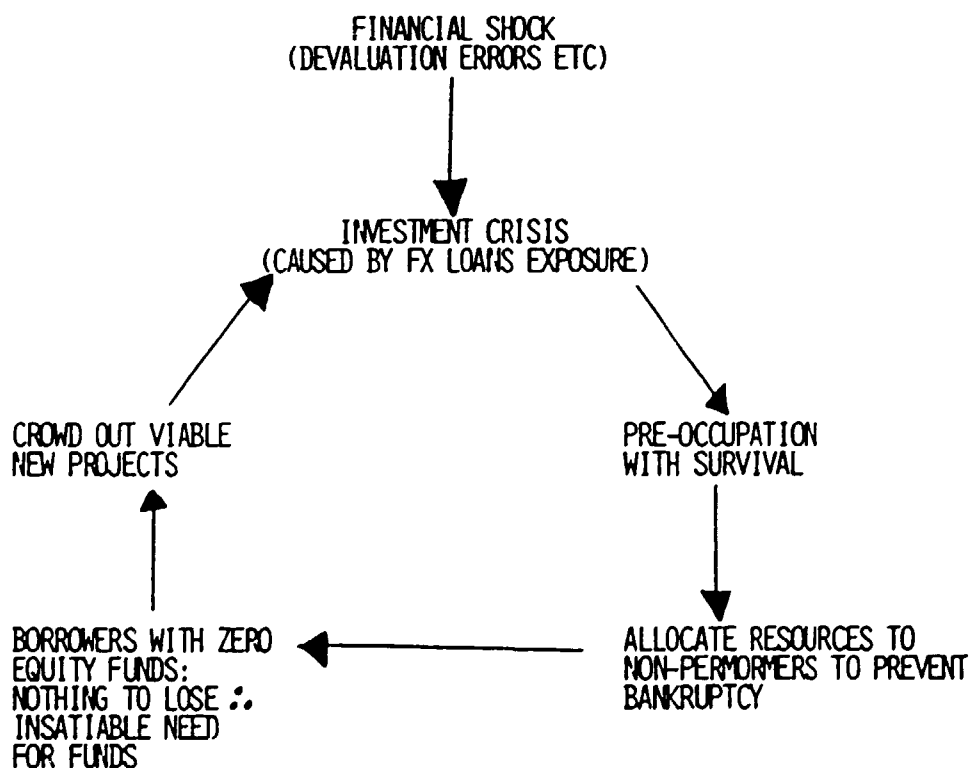 FINANCIAL SHOCK
(DEVALUATION ERRORS ETC)
INVESTMENT CRISIS
(CAUSED BY FX LOANS EXPOSURE)
CROWD OUT VIABLE
NEW PROJECTS
PRE-OCCUPATION
WITH SURVIVAL
BORROWERS WITH ZERO
EQUITY FUNDS:
NOTHING TO LOSE ∴
INSATIABLE NEED
FOR FUNDS
ALLOCATE RESOURCES TO
NON-PERMORMERS TO PREVENT
BANKRUPTCY